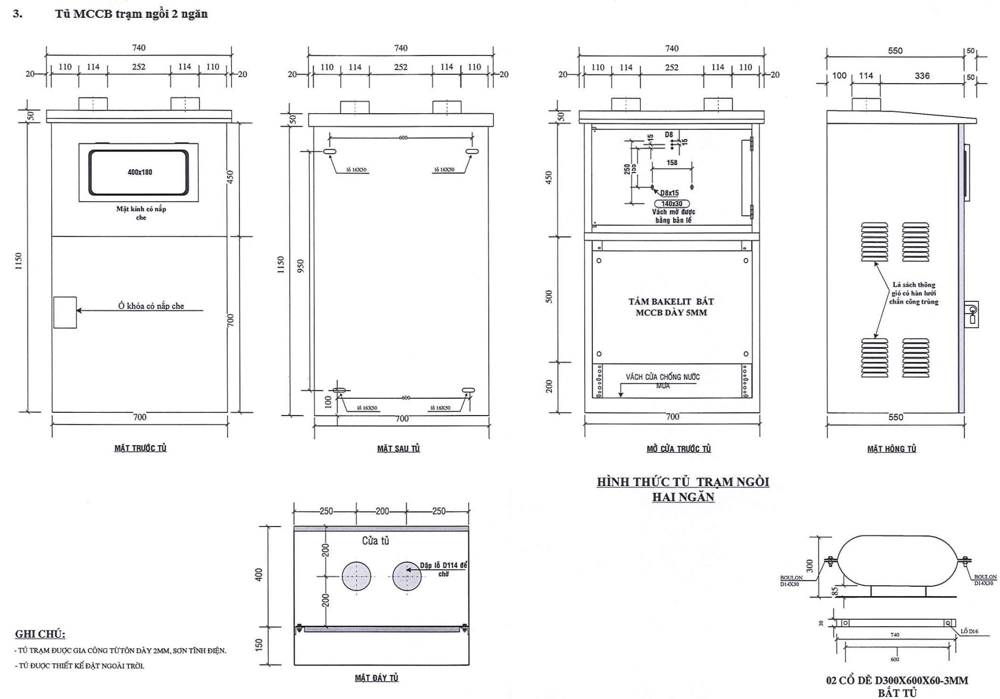 3. Tủ MCCB trạm ngồi 2 ngăn
740
20 110 114 252 114 110 20
50
400x180
Mặt kính có nắp
che
450
1150
Ô khóa có nắp che
700
700
MẶT TRƯỚC TỦ
740
20 110 114 252 114 110 20
50
600
lỗ 16X50
lỗ 16X50
1150
950
100
600
lỗ 16X50
lỗ 16X50
700
MẶT SAU TỦ
740
20 110 114 252 114 110 20
50
D8
15
15
158
250
155
D8x15
140x30
Vách mở được
bằng bản lề
450
TẤM BAKELIT BẮT
MCCB DÀY 5MM
500
VÁCH CỬA CHỐNG NƯỚC
MƯA
200
700
MỞ CỬA TRƯỚC TỦ
550 50
100 114 336 50
Lá sách thông
gió có hàn lưới
chắn công trùng
550
MẶT HÔNG TỦ
HÌNH THỨC TỦ TRẠM NGỒI
HAI NGĂN
250 200 250
Cửa tủ
200
Dập lỗ D114 để
chờ
400
200
150
MẶT ĐÁY TỦ
GHI CHÚ:
- TỦ TRẠM ĐƯỢC GIA CÔNG TỪ TÔN DÀY 2MM, SƠN TĨNH ĐIỆN.
- TỦ ĐƯỢC THIẾT KẾ ĐẶT NGOÀI TRỜI.
300
BOULON
D14X30
BOULON
D14X30
85
30
LỖ D16
740
600
02 CỔ DÊ D300X600X60-3MM
BẮT TỦ